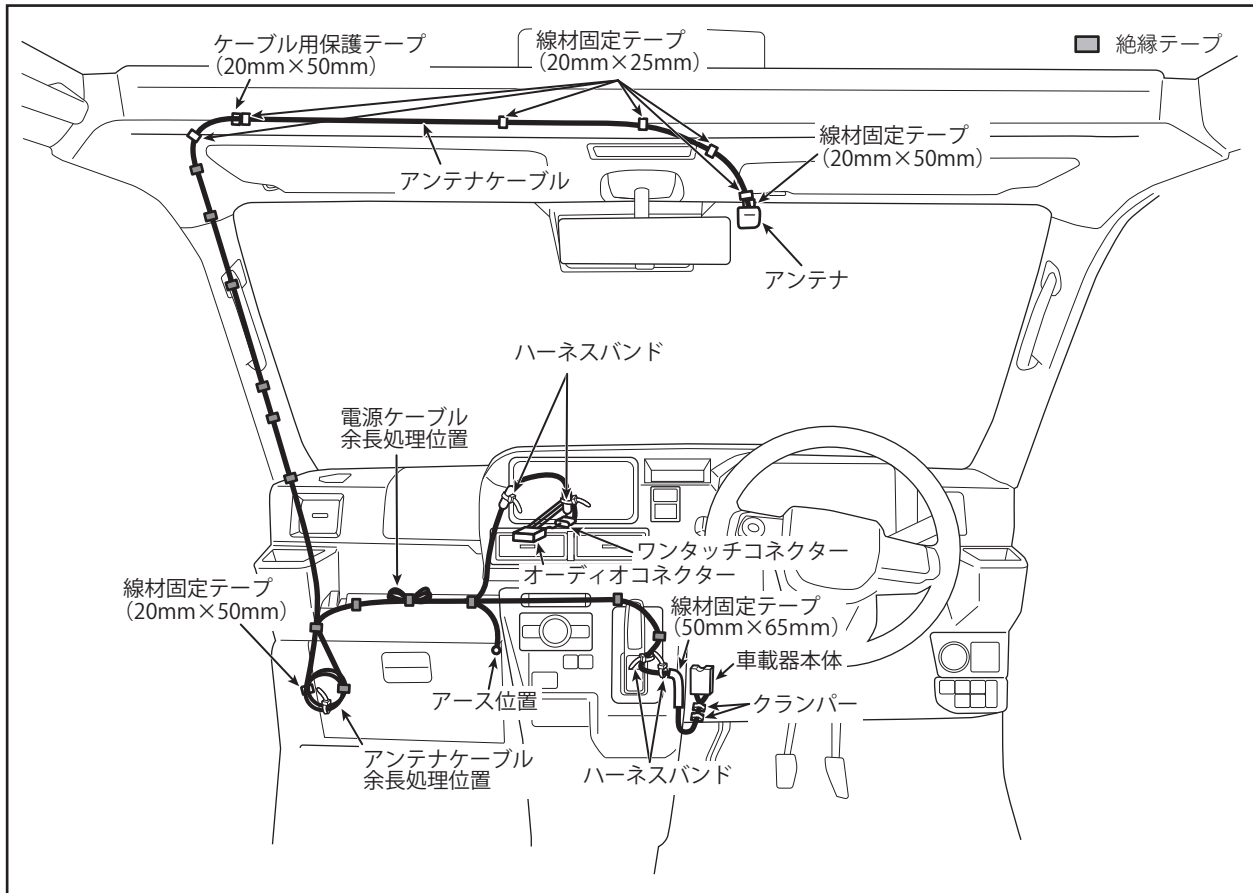 ケーブル用保護テープ
（20mm×50mm）
線材固定テープ
（20mm×25mm）
絶縁テープ
線材固定テープ
（20mm×50mm）
アンテナケーブル
アンテナ
ハーネスバンド
電源ケーブル
余長処理位置
ワンタッチコネクター
オーディオコネクター
線材固定テープ
（20mm×50mm）
線材固定テープ
（50mm×65mm）
車載器本体
アース位置
クランパー
アンテナケーブル
余長処理位置
ハーネスバンド